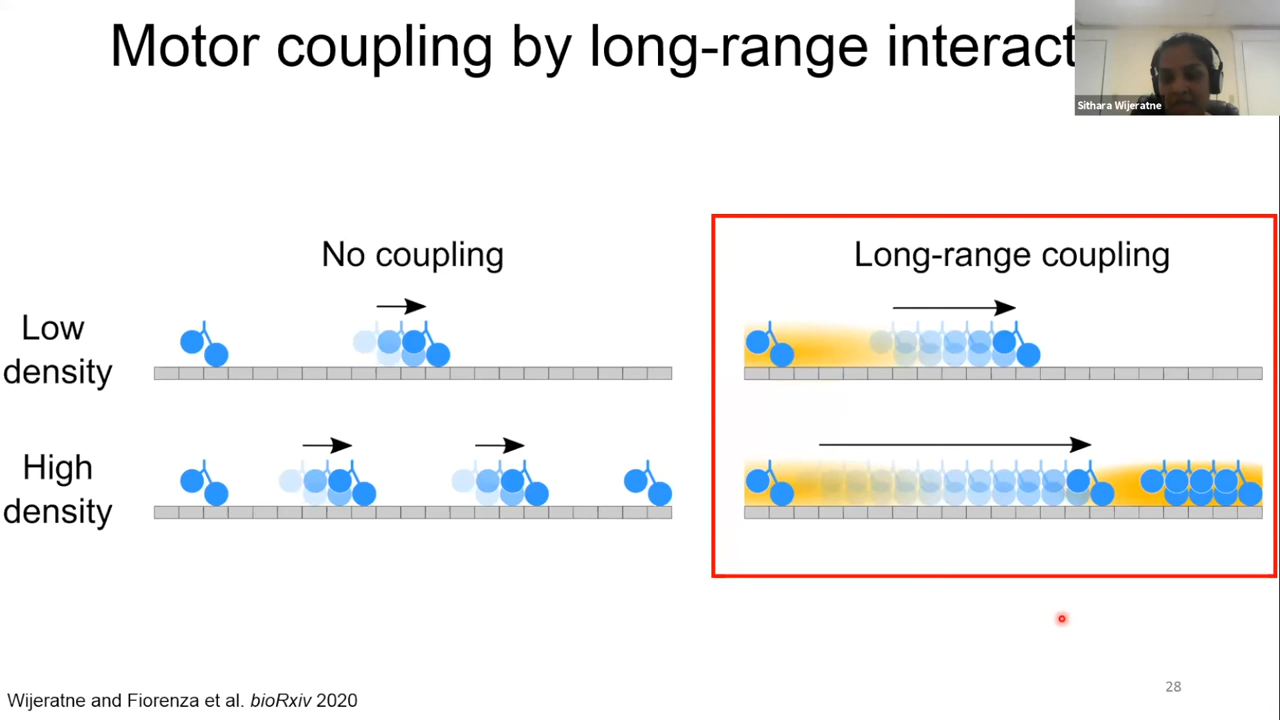 Motor coupling by long-range interact
Sithara Wijeratne
No coupling
Long-range coupling
Low
density
High
density
Wijeratne and Fiorenza et al. bioRxiv 2020
28